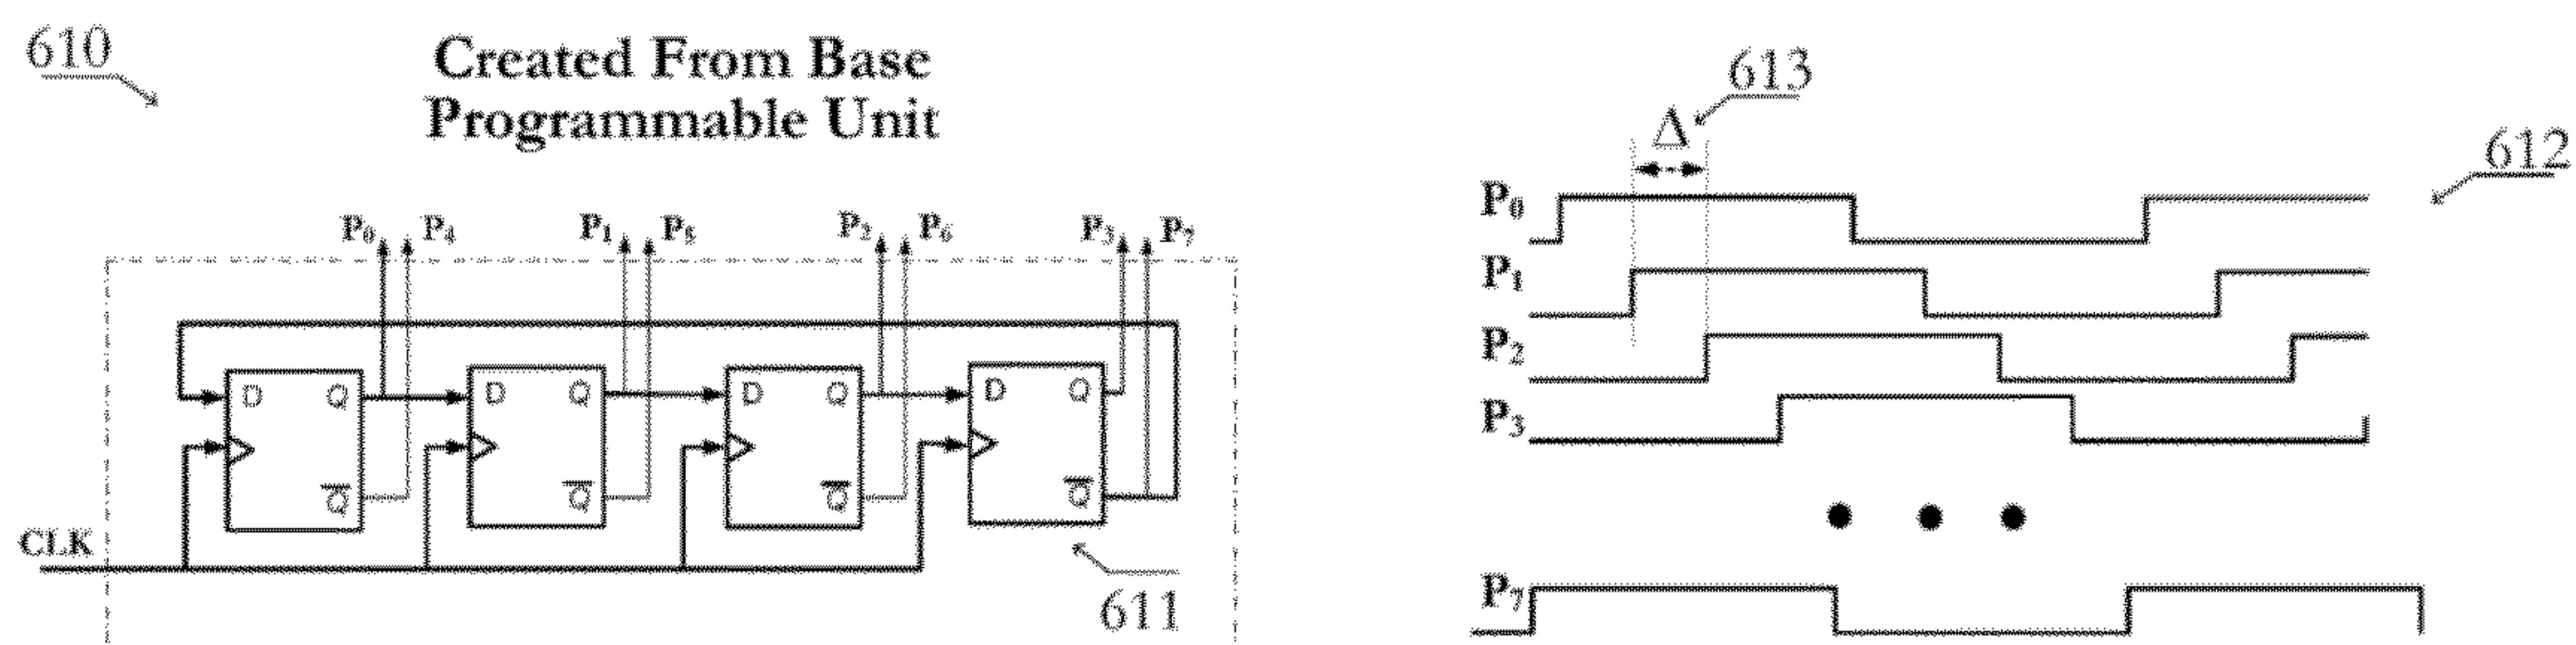 610
Created From Base
Programmable Unit
613
Δ
612
P0
P4
P1
P5
P2
P6
P3
P7
D Q
D Q
D Q
D Q
Q̅
Q̅
Q̅
Q̅
CLK
611
P0
P1
P2
P3
P7